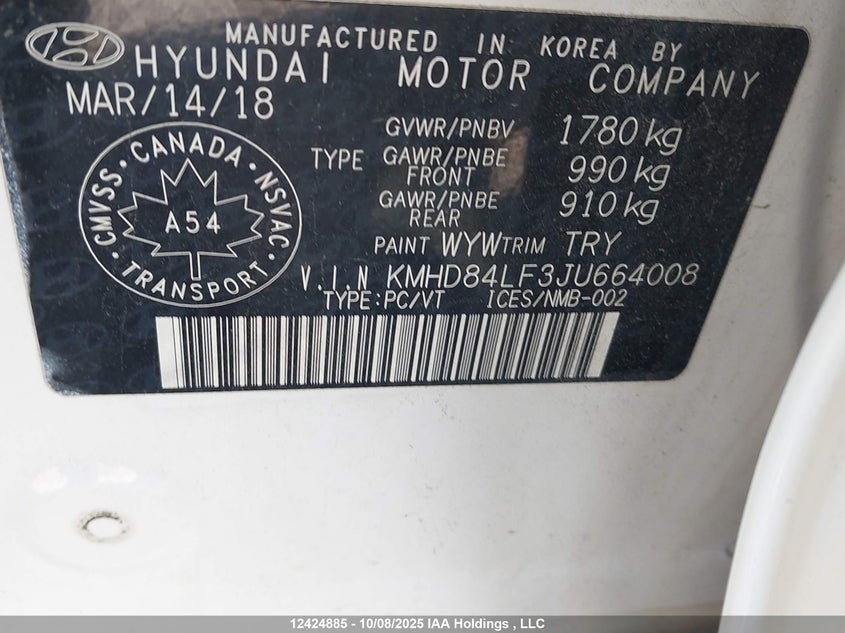 MANUFACTURED IN KOREA BY
HYUNDAI MOTOR COMPANY
MAR/14/18
GVWR/PNBV 1780 kg
TYPE GAWR/PNBE FRONT 990 kg
GAWR/PNBE REAR 910 kg
CMVSS · CANADA · NSVAC · TRANSPORT ·
A54
PAINT WYW TRIM TRY
V.I.N KMHD84LF3JU664008
TYPE:PC/VT ICES/NMB-002
12424885 - 10/08/2025 IAA Holdings , LLC